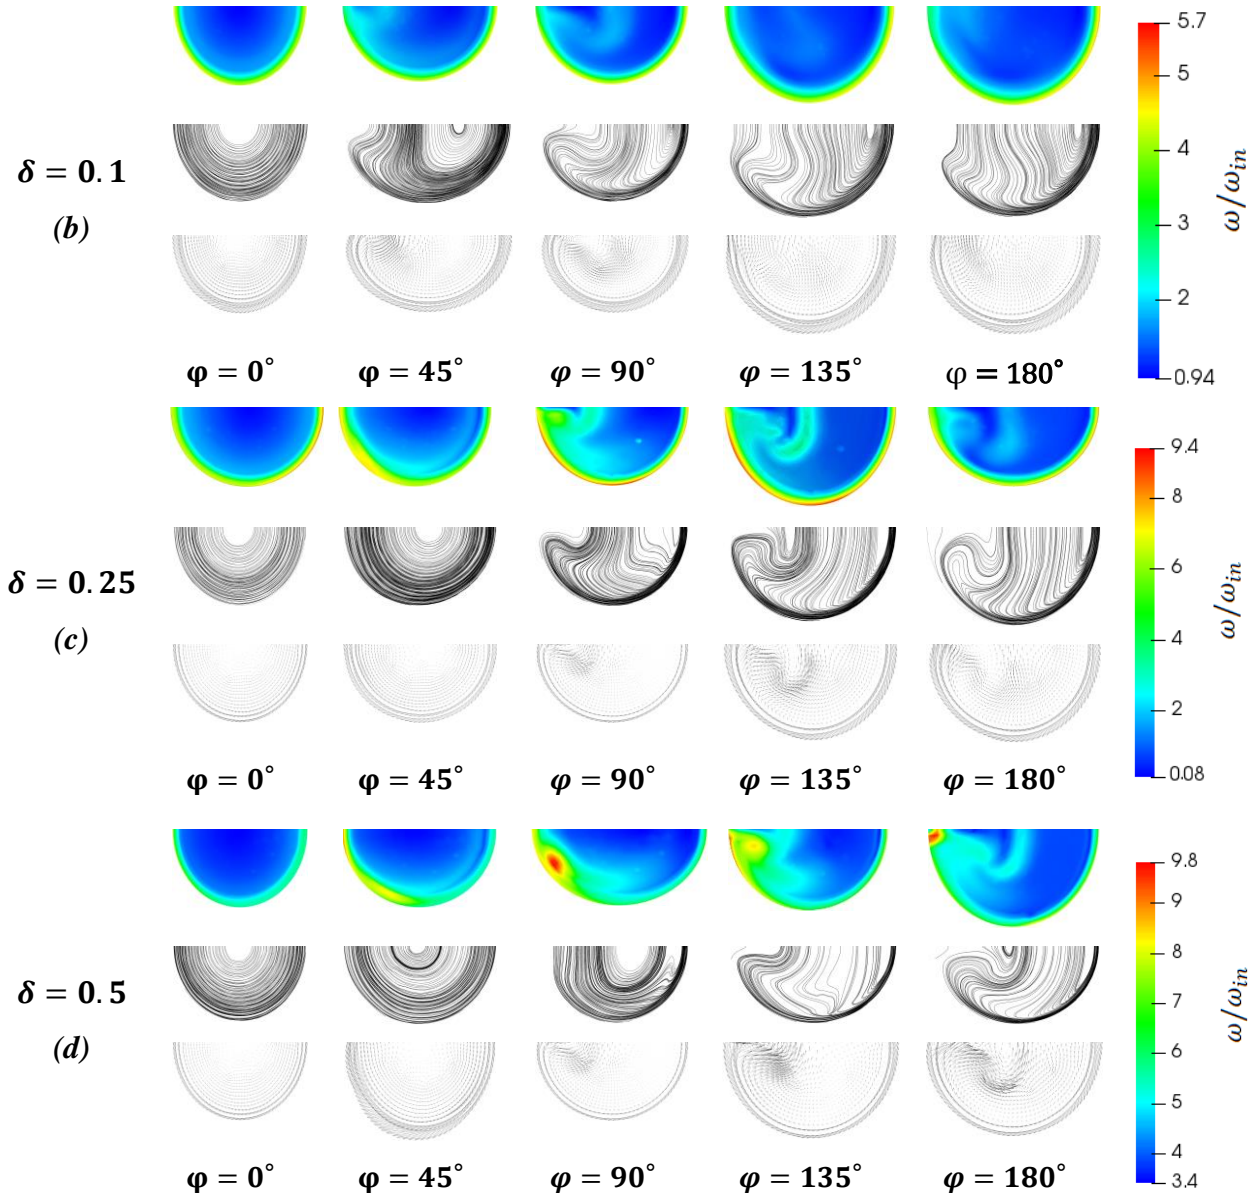 5.7
5
4
3
2
0.94
ω/ω_in
δ = 0.1
(b)
φ = 0° φ = 45° φ = 90° φ = 135° φ = 180°
9.4
8
6
4
2
0.08
ω/ω_in
δ = 0.25
(c)
φ = 0° φ = 45° φ = 90° φ = 135° φ = 180°
9.8
9
8
7
6
5
4
3.4
ω/ω_in
δ = 0.5
(d)
φ = 0° φ = 45° φ = 90° φ = 135° φ = 180°